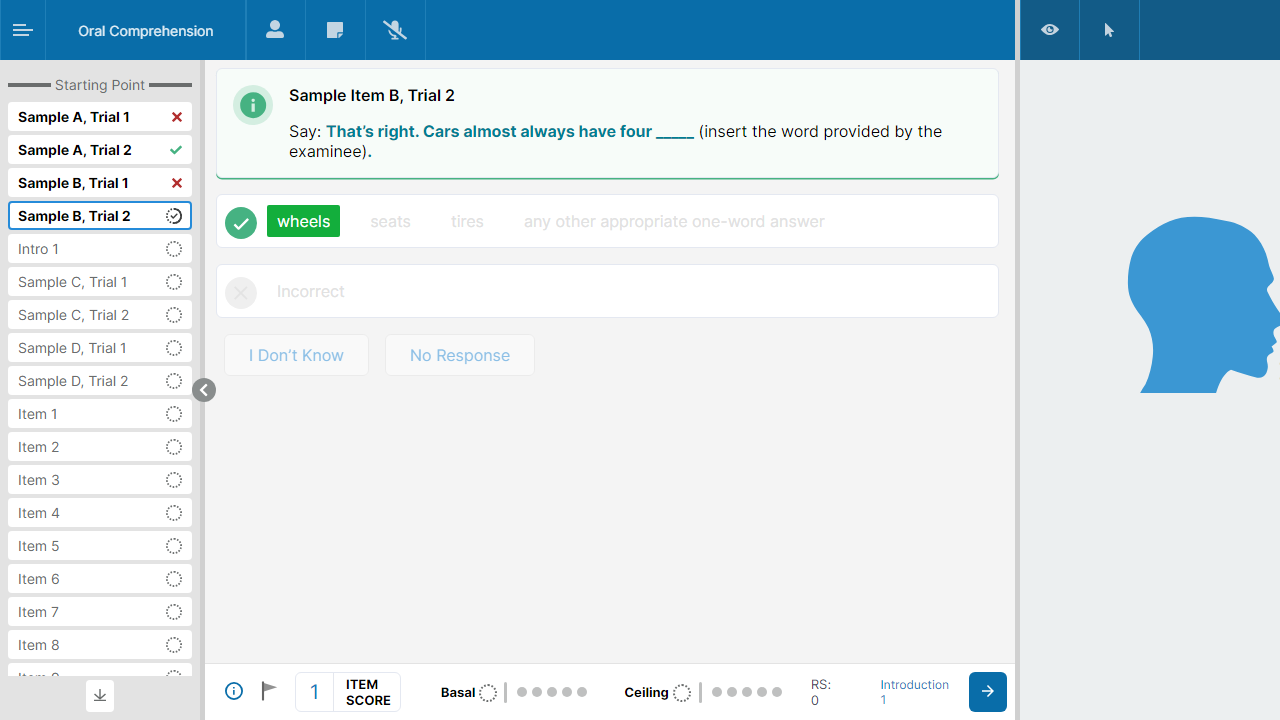 Oral Comprehension
Starting Point
Sample A, Trial 1
Sample A, Trial 2
Sample B, Trial 1
Sample B, Trial 2
Intro 1
Sample C, Trial 1
Sample C, Trial 2
Sample D, Trial 1
Sample D, Trial 2
Item 1
Item 2
Item 3
Item 4
Item 5
Item 6
Item 7
Item 8
Sample Item B, Trial 2
Say: That’s right. Cars almost always have four _____ (insert the word provided by the
examinee).
wheels seats tires any other appropriate one-word answer
Incorrect
I Don’t Know No Response
1 ITEM
SCORE
Basal
Ceiling
RS:
0
Introduction
1